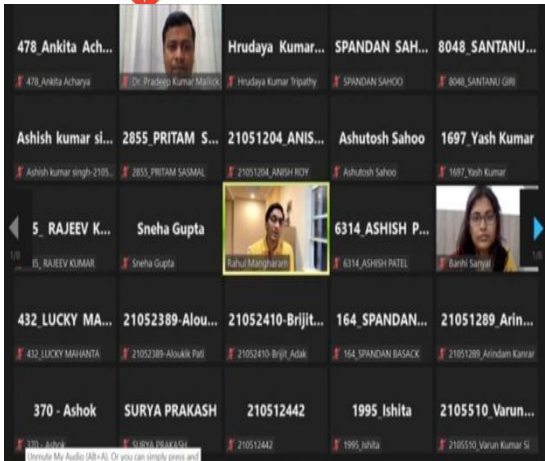 478_Ankita Ach...
Hrudaya Kumar...
SPANDAN SAH...
8048_SANTANU...
478_Ankita Acharya
Dr. Pradeep Kumar Mallick
Hrudaya Kumar Tripathy
SPANDAN SAHOO
8048_SANTANU GIRI
Ashish kumar si...
2855_PRITAM S...
21051204_ANIS...
Ashutosh Sahoo
1697_Yash Kumar
Ashish kumar singh-2105...
2855_PRITAM SASMAL
21051204_ANISH ROY
Ashutosh Sahoo
1697_Yash Kumar
5_ RAJEEV K...
Sneha Gupta
6314_ASHISH P...
1/8
1/8
35_ RAJEEV KUMAR
Sneha Gupta
Rahul Mangharam
6314_ASHISH PATEL
Banhi Sanyal
432_LUCKY MA...
21052389-Alou...
21052410-Brijit...
164_SPANDAN...
21051289_Arin...
432_LUCKY MAHANTA
21052389-Aloukik Pati
21052410-Brijit_Adak
164_SPANDAN BASACK
21051289_Arindam Kanrar
370 - Ashok
SURYA PRAKASH
210512442
1995_Ishita
2105510_Varun...
370 - Ashok
SURYA PRAKASH
210512442
1995_Ishita
2105510_Varun Kumar Si
Unmute My Audio (Alt+A). Or you can simply press and